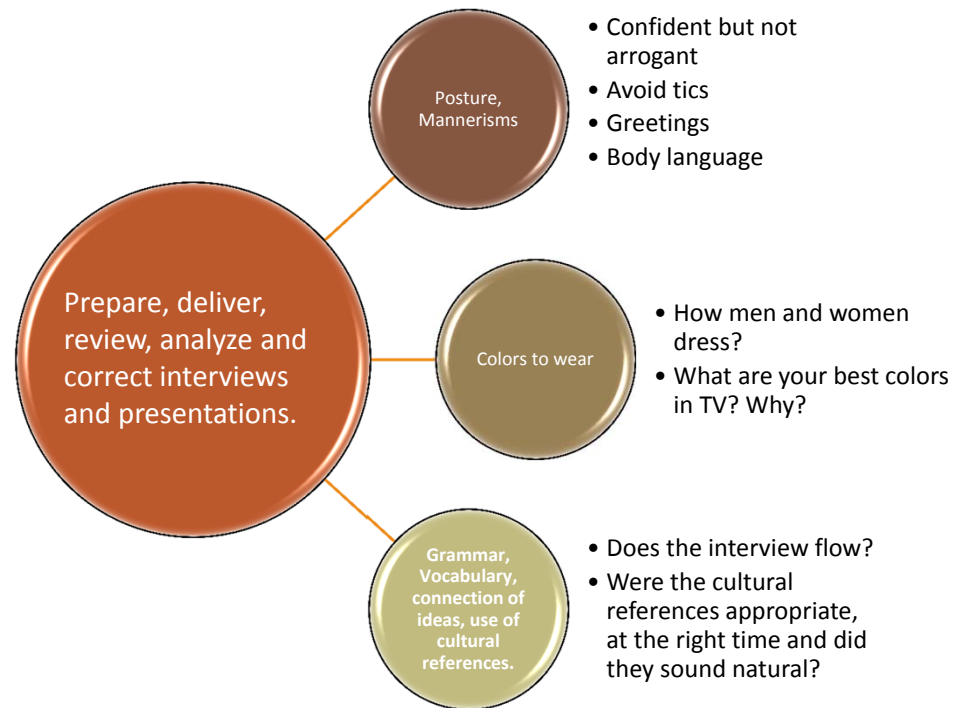 Prepare, deliver,
review, analyze and
correct interviews
and presentations.
Posture,
Mannerisms
• Confident but not
arrogant
• Avoid tics
• Greetings
• Body language
Colors to wear
• How men and women
dress?
• What are your best colors
in TV? Why?
Grammar,
Vocabulary,
connection of
ideas, use of
cultural
references.
• Does the interview flow?
• Were the cultural
references appropriate,
at the right time and did
they sound natural?